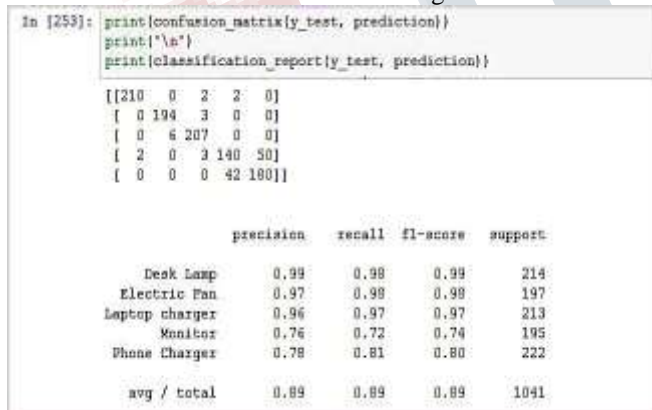 In [253]: print(confusion_matrix(y_test, prediction))
print("\n")
print(classification_report(y_test, prediction))
[[210 0 2 2 0]
[ 0 194 3 0 0]
[ 0 6 207 0 0]
[ 2 0 3 140 50]
[ 0 0 0 42 180]]
precision recall f1-score support
Desk Lamp 0.99 0.98 0.99 214
Electric Fan 0.97 0.98 0.98 197
Laptop charger 0.96 0.97 0.97 213
Monitor 0.76 0.72 0.74 195
Phone Charger 0.78 0.81 0.80 222
avg / total 0.89 0.89 0.89 1041